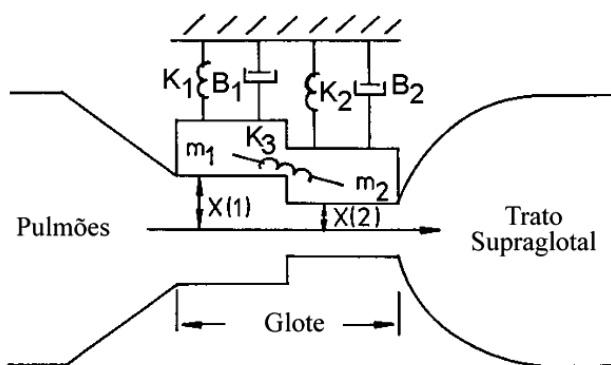 K1 B1 K2 B2
m1 K3 m2
X(1) X(2)
Pulmões
Trato
Supraglotal
Glote